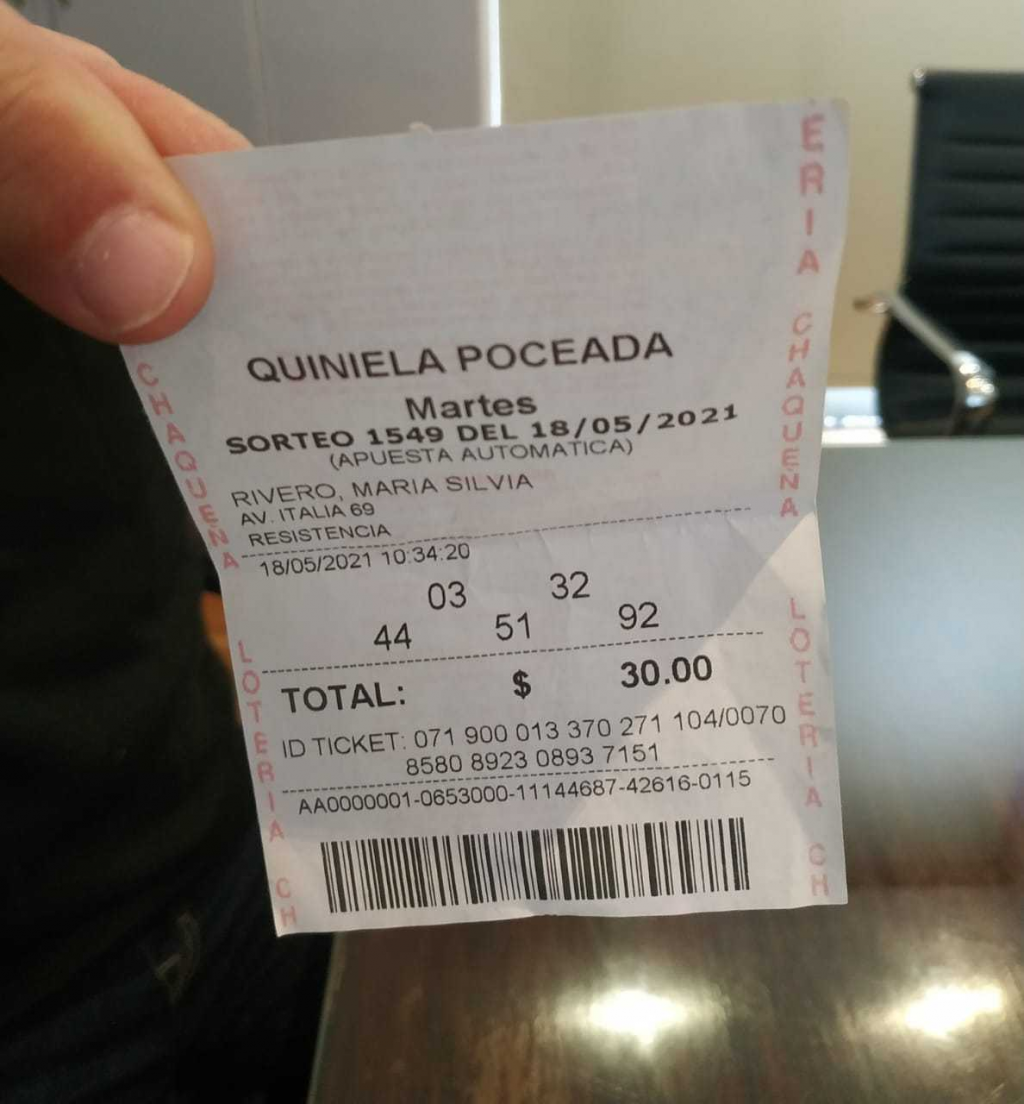 QUINIELA POCEADA
Martes
SORTEO 1549 DEL 18/05/2021
(APUESTA AUTOMATICA)
RIVERO, MARIA SILVIA
AV. ITALIA 69
RESISTENCIA
18/05/2021 10:34:20
03 32
44 51 92
TOTAL: $ 30.00
ID TICKET: 071 900 013 370 271 104/0070
8580 8923 0893 7151
AA0000001-0653000-11144687-42616-0115
CHAQUEÑA LOTERIA CH
ERIA CHAQUEÑA LOTERIA CH